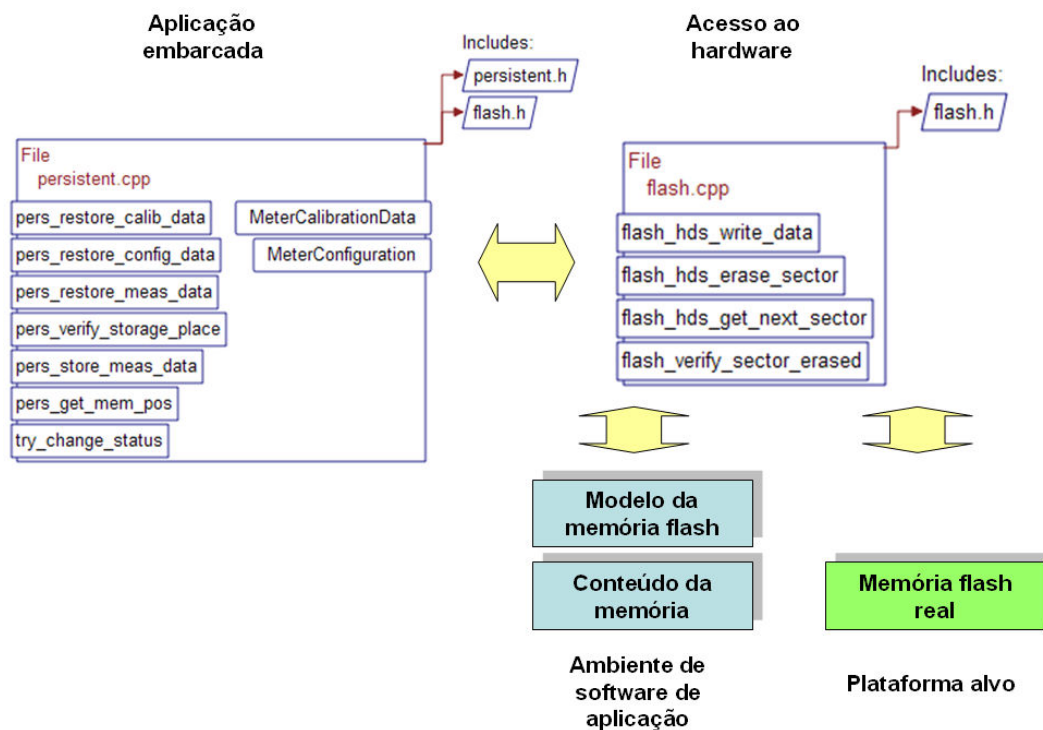 Aplicação
embarcada
Includes:
persistent.h
flash.h
File
persistent.cpp
pers_restore_calib_data
MeterCalibrationData
pers_restore_config_data
MeterConfiguration
pers_restore_meas_data
pers_verify_storage_place
pers_store_meas_data
pers_get_mem_pos
try_change_status
Acesso ao
hardware
Includes:
flash.h
File
flash.cpp
flash_hds_write_data
flash_hds_erase_sector
flash_hds_get_next_sector
flash_verify_sector_erased
Modelo da
memória flash
Conteúdo da
memória
Ambiente de
software de
aplicação
Memória flash
real
Plataforma alvo